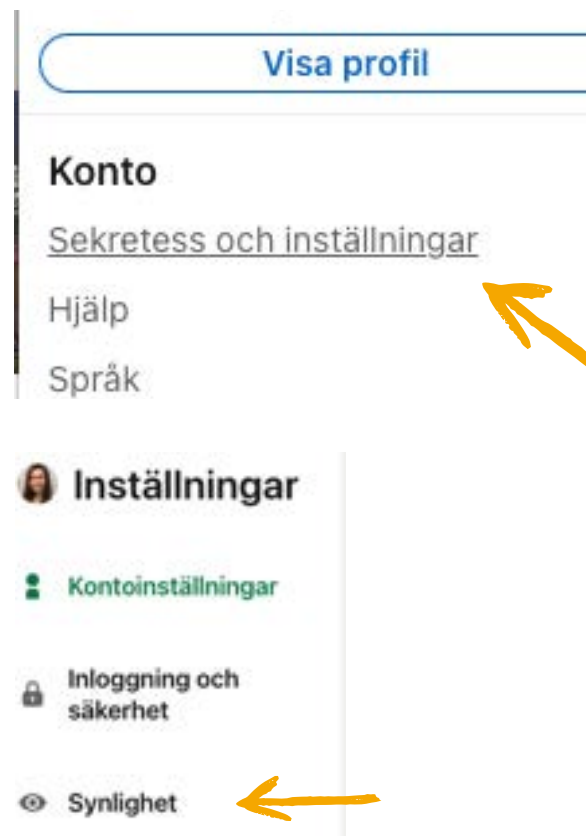 Visa profil
Konto
Sekretess och inställningar
Hjälp
Språk
Inställningar
Kontoinställningar
Inloggning och
säkerhet
Synlighet